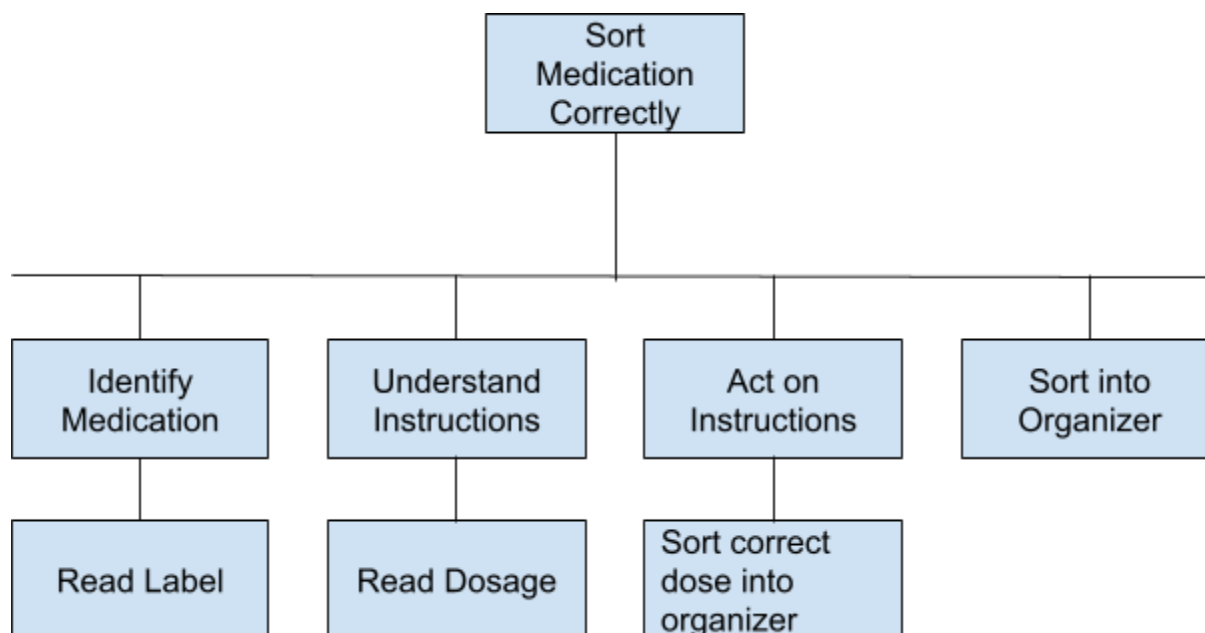 Sort
Medication
Correctly
Identify
Medication
Understand
Instructions
Act on
Instructions
Sort into
Organizer
Read Label
Read Dosage
Sort correct
dose into
organizer